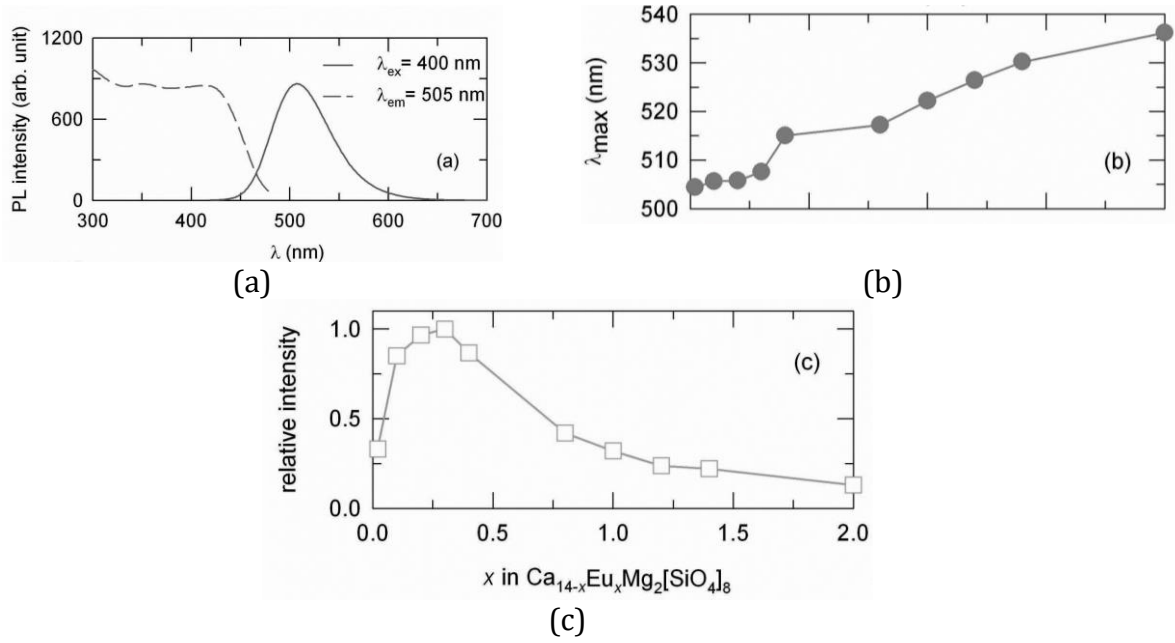 1200
600
0
PL intensity (arb. unit)
300 400 500 600 700
λ (nm)
λex= 400 nm
λem= 505 nm
(a)
(a)
540
530
520
510
500
λmax (nm)
(b)
(b)
1.0
0.5
0.0
relative intensity
(c)
0.0 0.5 1.0 1.5 2.0
x in Ca14-xEuxMg2[SiO4]8
(c)